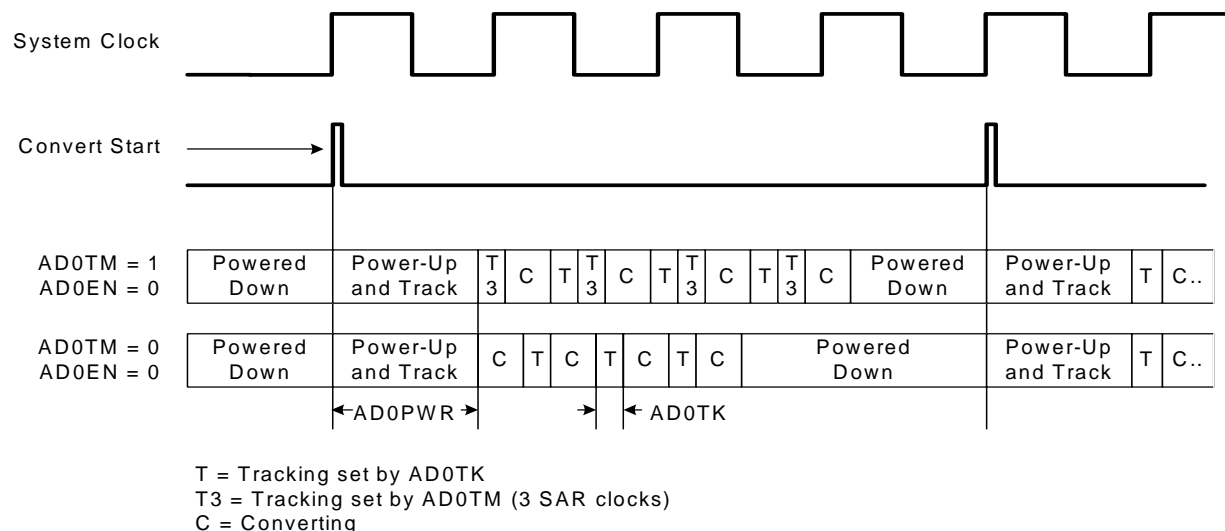 System Clock
Convert Start
AD0TM = 1
AD0EN = 0
Powered
Down
Power-Up
and Track
T
3
C
T
T
3
C
T
T
3
C
T
T
3
C
Powered
Down
Power-Up
and Track
T
C..
AD0TM = 0
AD0EN = 0
Powered
Down
Power-Up
and Track
C
T
C
T
C
T
C
Powered
Down
Power-Up
and Track
T
C..
AD0PWR
AD0TK
T = Tracking set by AD0TK
T3 = Tracking set by AD0TM (3 SAR clocks)
C = Converting